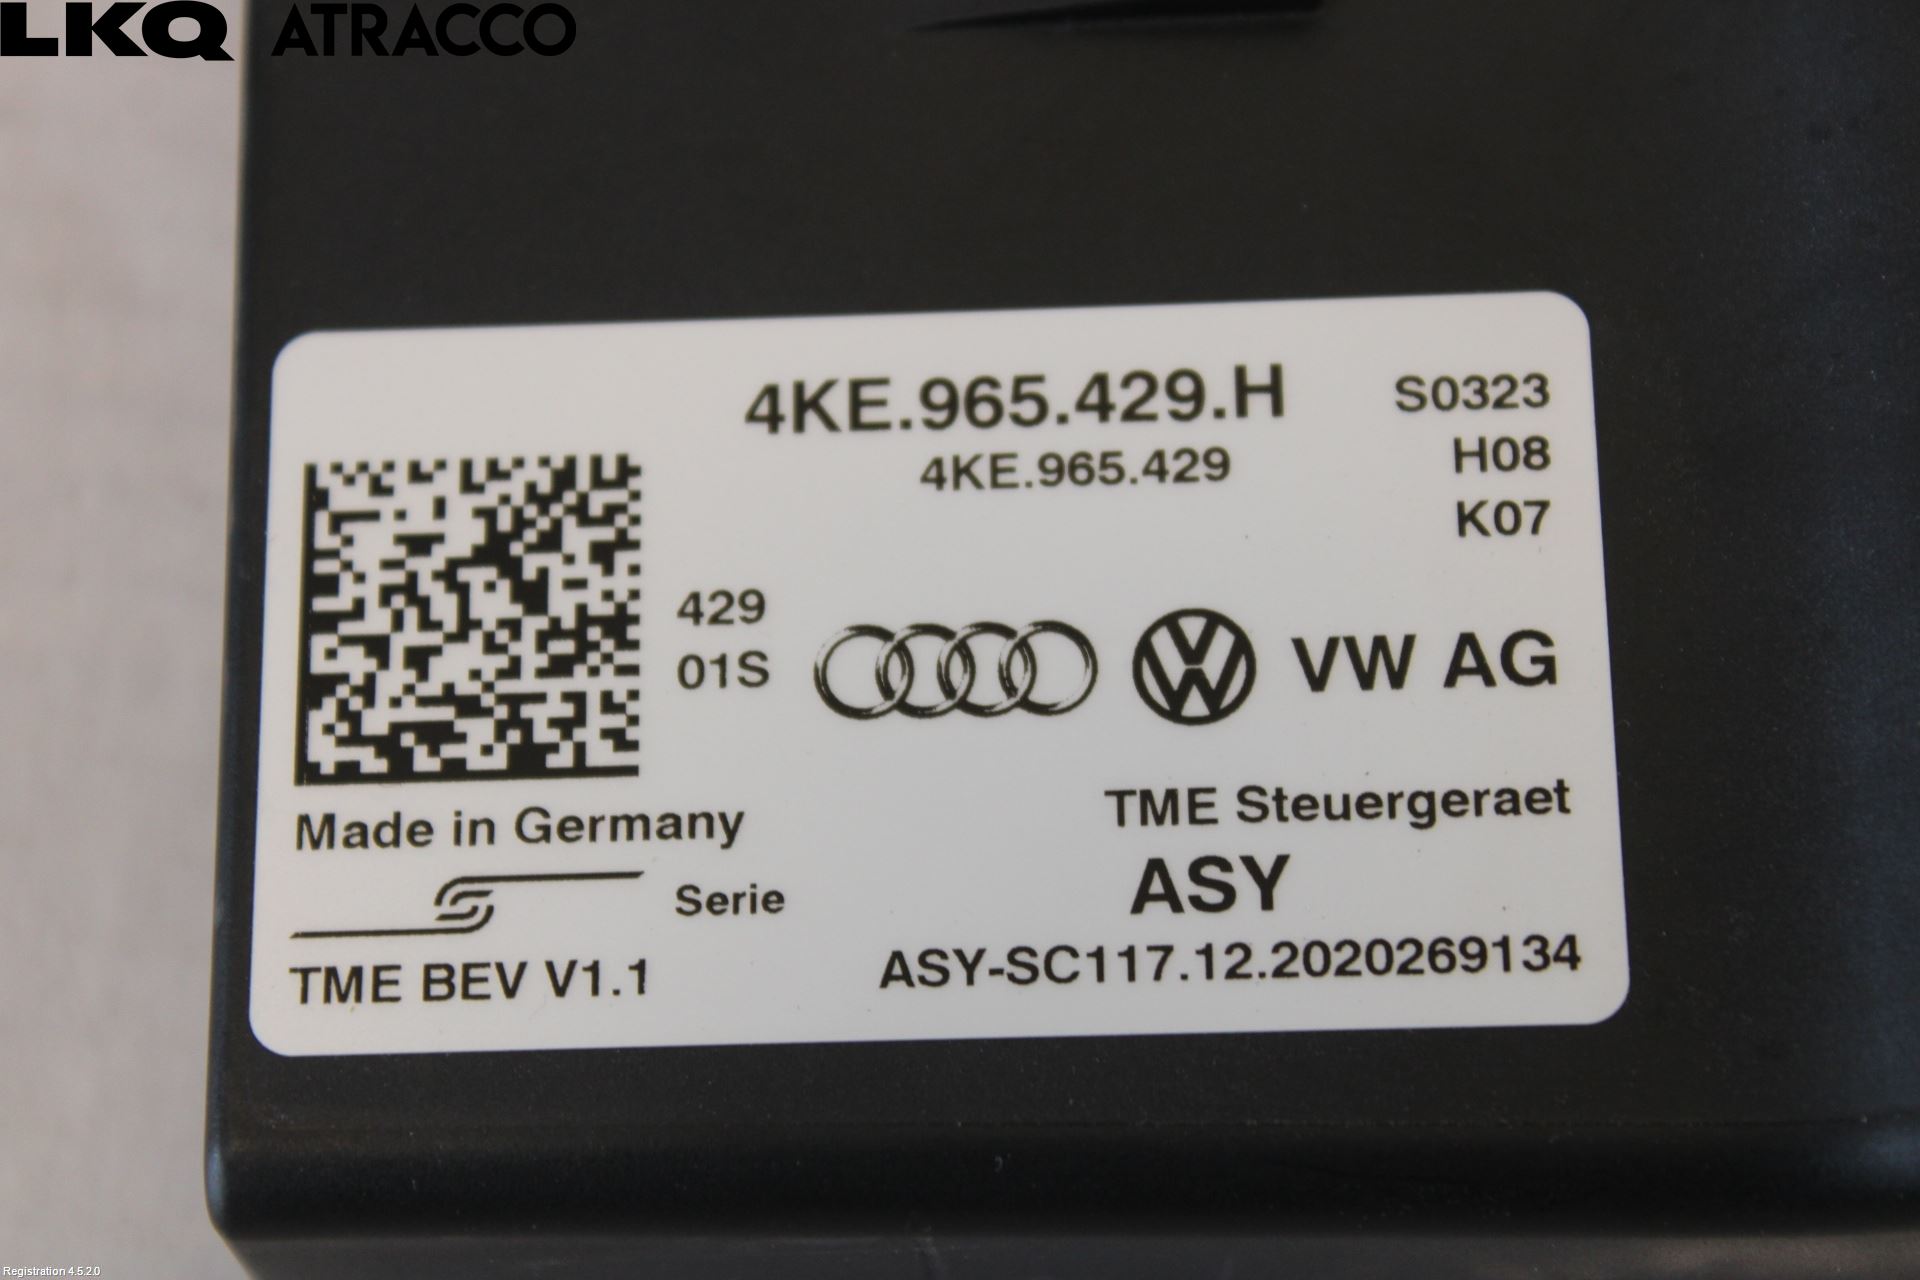 LKQ ATRACCO
4KE.965.429.H
4KE.965.429
S0323
H08
K07
429
01S
VW AG
Made in Germany
Serie
TME BEV V1.1
TME Steuergeraet
ASY
ASY-SC117.12.2020269134
Registration 4.5.2.0